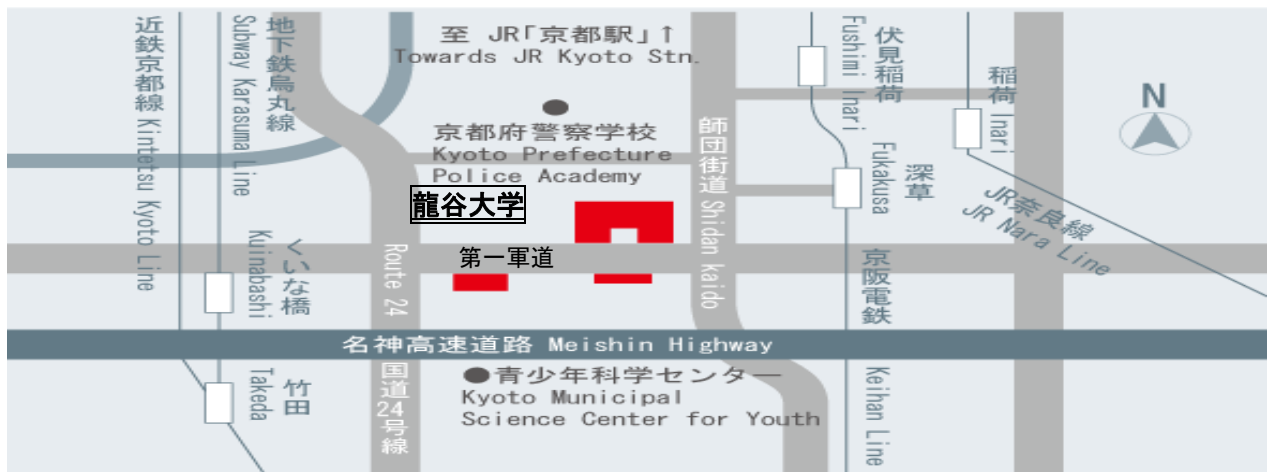 近鉄京都線 Kintetsu Kyoto Line
地下鉄烏丸線
Subway Karasuma Line
至 JR「京都駅」↑
Towards JR Kyoto Stn.
伏見稲荷
Fushimi Inari
稲荷 Inari
N
京都府警察学校
Kyoto Prefecture
Police Academy
師団街道 Shidan kaido
深草
Fukakusa
JR奈良線
JR Nara Line
龍谷大学
第一軍道
くいな橋
Kuinabashi
Route 24
京阪電鉄
Keihan Line
名神高速道路 Meishin Highway
竹田
Takeda
国道24号線
●青少年科学センター
Kyoto Municipal
Science Center for Youth